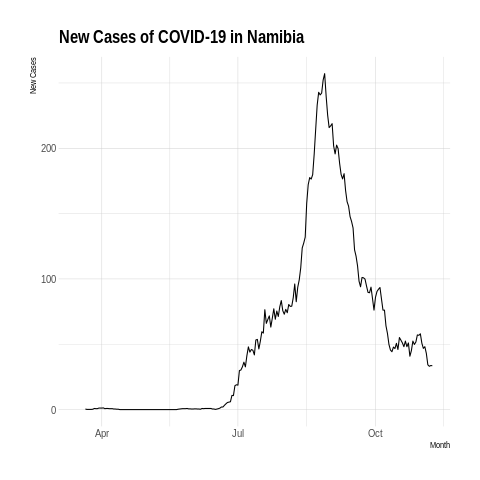 New Cases of COVID-19 in Namibia
New Cases
200
100
0
Apr
Jul
Oct
Month